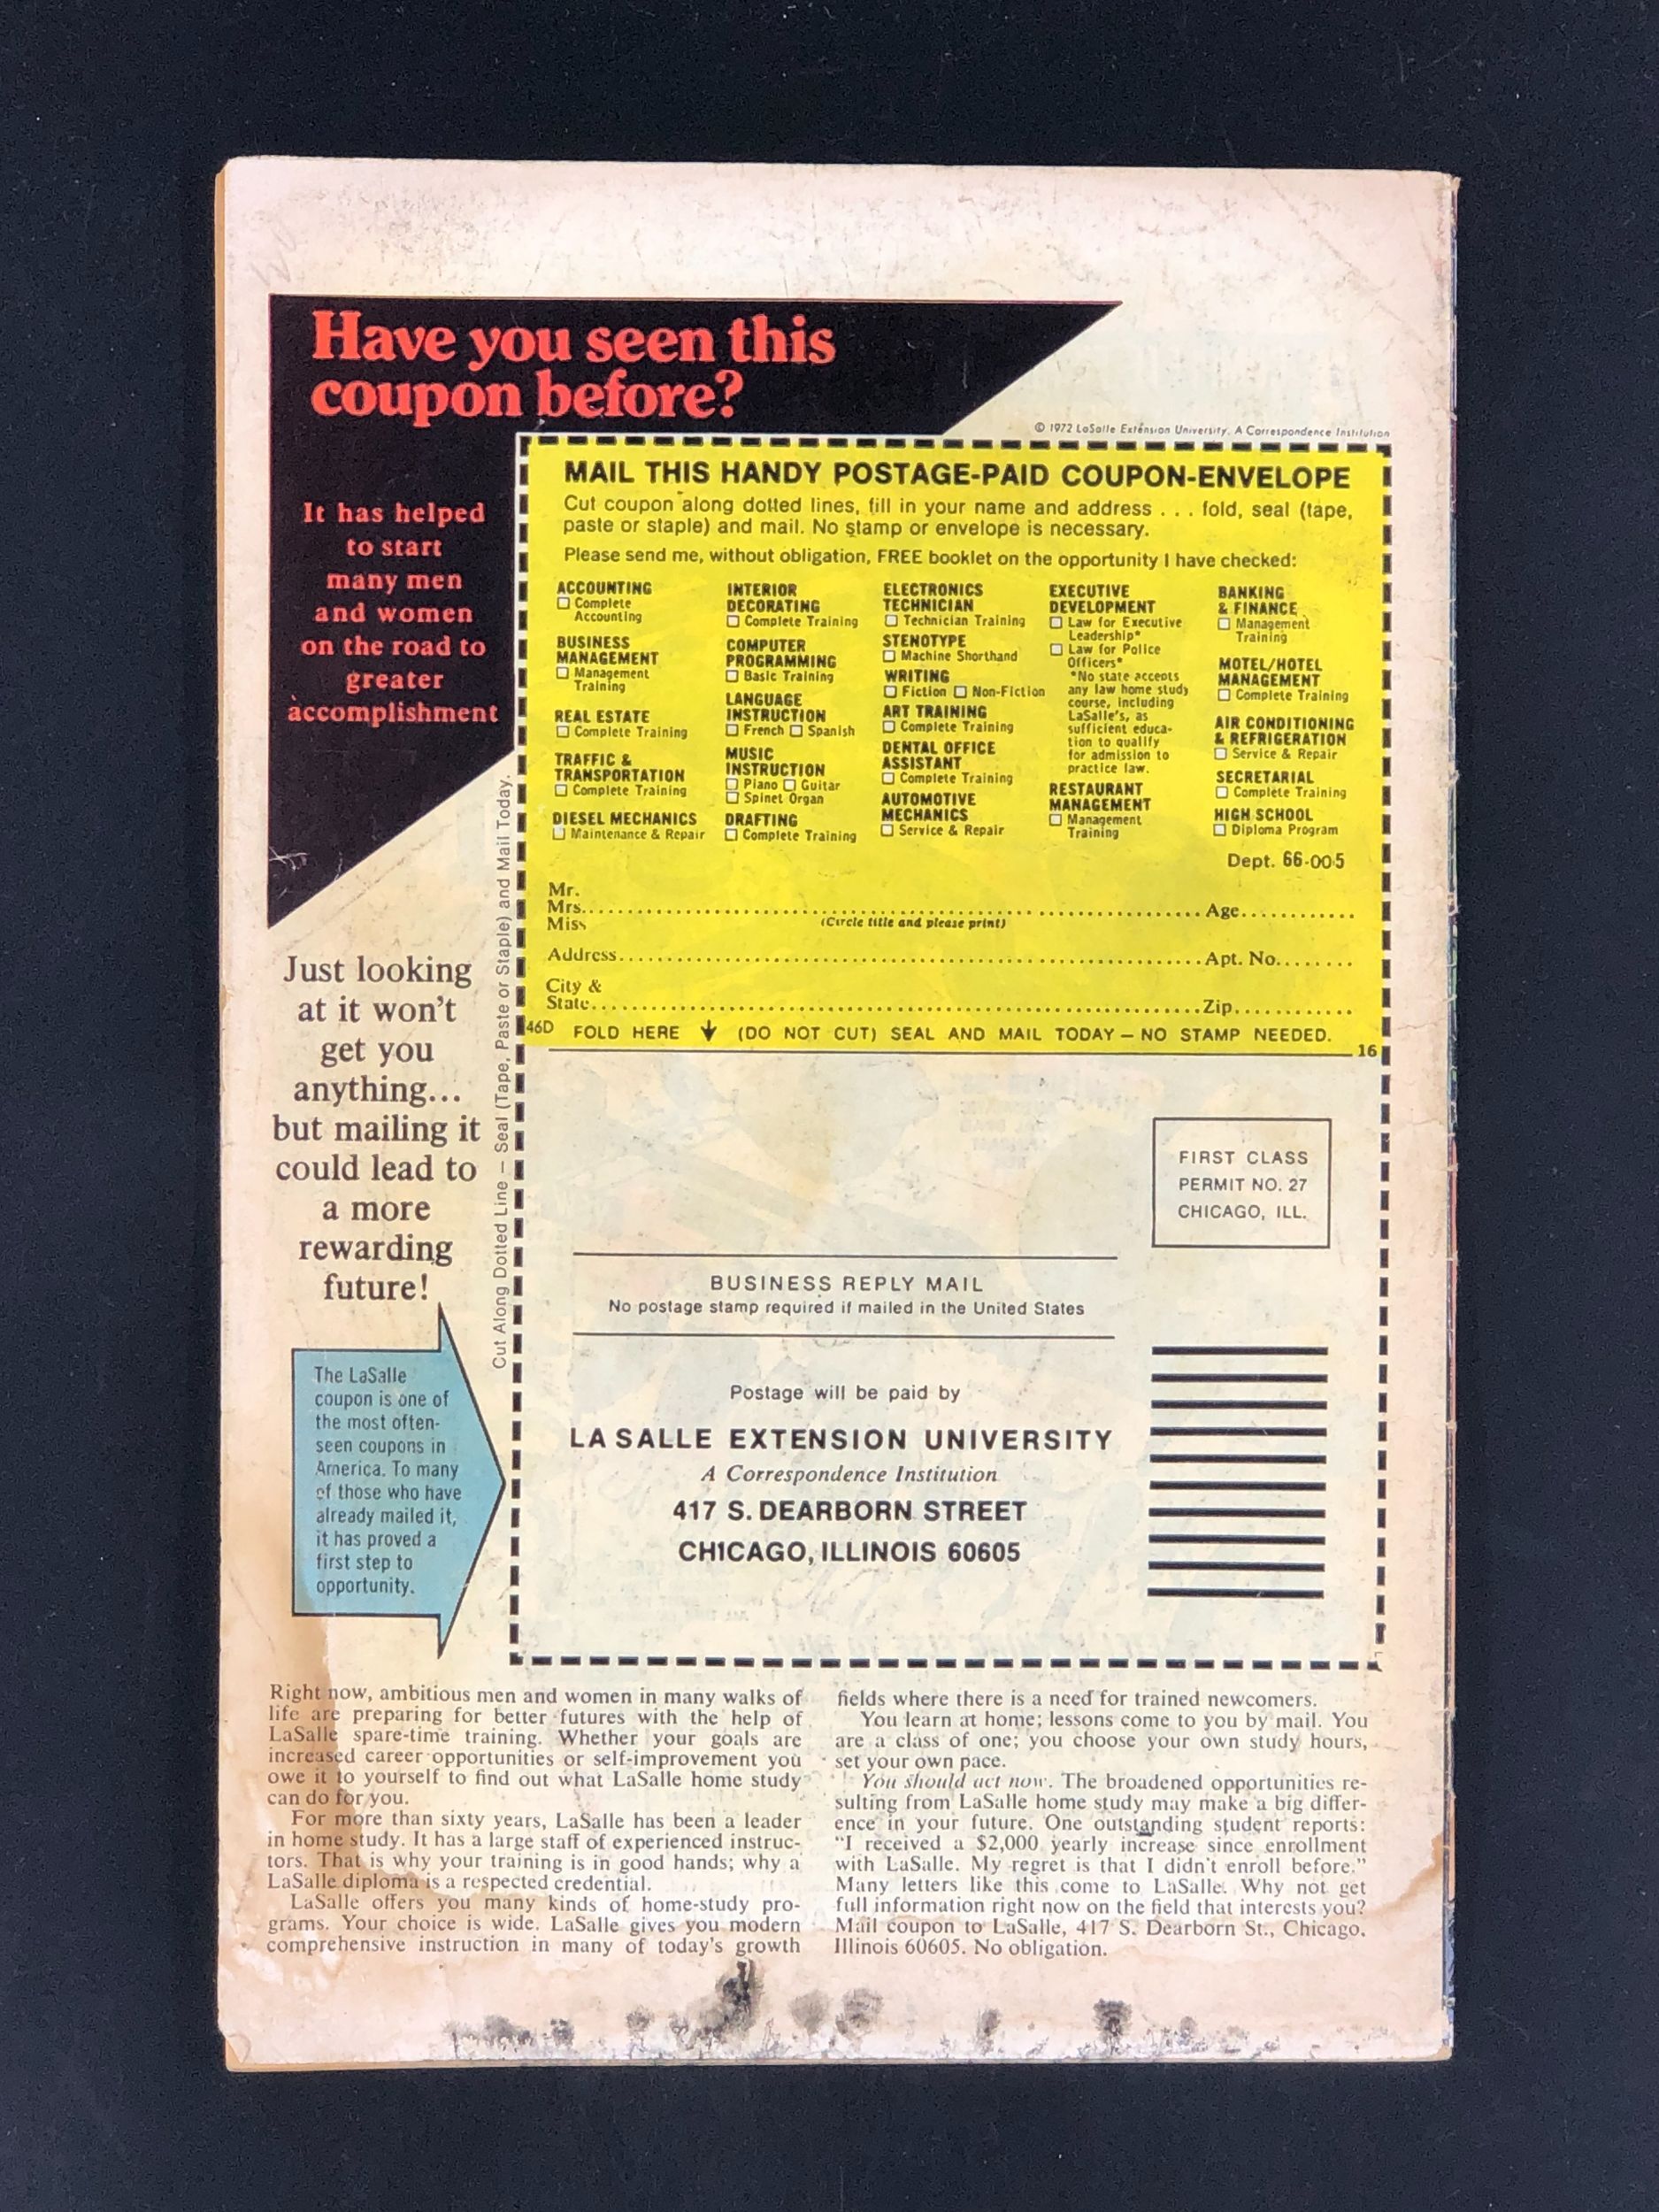 Have you seen this
coupon before?
It has helped
to start
many men
and women
on the road to
greater
accomplishment
© 1972 LaSalle Extension University, A Correspondence Institution
MAIL THIS HANDY POSTAGE-PAID COUPON-ENVELOPE
Cut coupon along dotted lines, fill in your name and address . . . fold, seal (tape,
paste or staple) and mail. No stamp or envelope is necessary.
Please send me, without obligation, FREE booklet on the opportunity I have checked:
ACCOUNTING
☐ Complete
Accounting
BUSINESS
MANAGEMENT
☐ Management
Training
REAL ESTATE
☐ Complete Training
TRAFFIC &
TRANSPORTATION
☐ Complete Training
DIESEL MECHANICS
☐ Maintenance & Repair
INTERIOR
DECORATING
☐ Complete Training
COMPUTER
PROGRAMMING
☐ Basic Training
LANGUAGE
INSTRUCTION
☐ French ☐ Spanish
MUSIC
INSTRUCTION
☐ Piano ☐ Guitar
☐ Spinet Organ
DRAFTING
☐ Complete Training
ELECTRONICS
TECHNICIAN
☐ Technician Training
STENOTYPE
☐ Machine Shorthand
WRITING
☐ Fiction ☐ Non-Fiction
ART TRAINING
☐ Complete Training
DENTAL OFFICE
ASSISTANT
☐ Complete Training
AUTOMOTIVE
MECHANICS
☐ Service & Repair
EXECUTIVE
DEVELOPMENT
☐ Law for Executive
Leadership*
☐ Law for Police
Officers*
*No state accepts
any law home study
course, including
LaSalle's, as
sufficient educa-
tion to qualify
for admission to
practice law.
RESTAURANT
MANAGEMENT
☐ Management
Training
BANKING
& FINANCE
☐ Management
Training
MOTEL/HOTEL
MANAGEMENT
☐ Complete Training
AIR CONDITIONING
& REFRIGERATION
☐ Service & Repair
SECRETARIAL
☐ Complete Training
HIGH SCHOOL
☐ Diploma Program
Dept. 66-005
Mr.
Mrs. Age
Miss (Circle title and please print)
Address Apt. No.
City &
State Zip
46D FOLD HERE ↓ (DO NOT CUT) SEAL AND MAIL TODAY — NO STAMP NEEDED.
16
Cut Along Dotted Line — Seal (Tape, Paste or Staple) and Mail Today.
Just looking
at it won't
get you
anything...
but mailing it
could lead to
a more
rewarding
future!
The LaSalle
coupon is one of
the most often-
seen coupons in
America. To many
of those who have
already mailed it,
it has proved a
first step to
opportunity.
FIRST CLASS
PERMIT NO. 27
CHICAGO, ILL.
BUSINESS REPLY MAIL
No postage stamp required if mailed in the United States
Postage will be paid by
LA SALLE EXTENSION UNIVERSITY
A Correspondence Institution
417 S. DEARBORN STREET
CHICAGO, ILLINOIS 60605
Right now, ambitious men and women in many walks of
life are preparing for better futures with the help of
LaSalle spare-time training. Whether your goals are
increased career opportunities or self-improvement you
owe it to yourself to find out what LaSalle home study
can do for you.
For more than sixty years, LaSalle has been a leader
in home study. It has a large staff of experienced instruc-
tors. That is why your training is in good hands; why a
LaSalle diploma is a respected credential.
LaSalle offers you many kinds of home-study pro-
grams. Your choice is wide. LaSalle gives you modern
comprehensive instruction in many of today's growth
fields where there is a need for trained newcomers.
You learn at home; lessons come to you by mail. You
are a class of one; you choose your own study hours,
set your own pace.
You should act now. The broadened opportunities re-
sulting from LaSalle home study may make a big differ-
ence in your future. One outstanding student reports:
"I received a $2,000 yearly increase since enrollment
with LaSalle. My regret is that I didn't enroll before."
Many letters like this come to LaSalle. Why not get
full information right now on the field that interests you?
Mail coupon to LaSalle, 417 S. Dearborn St., Chicago,
Illinois 60605. No obligation.